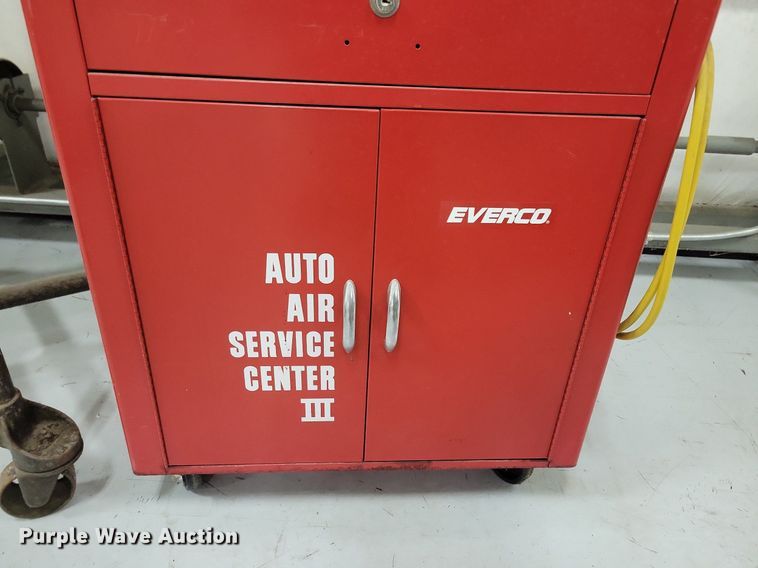 EVERCO®
AUTO
AIR
SERVICE
CENTER
III
Purple Wave Auction